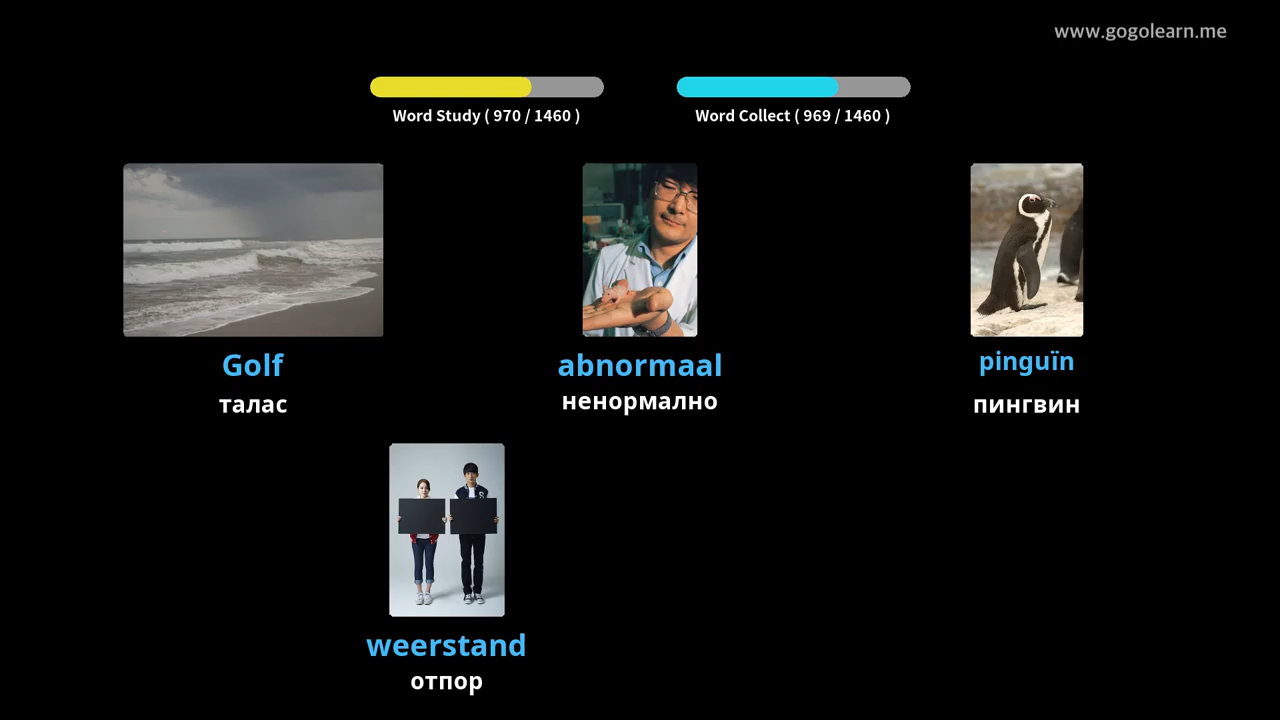 www.gogolearn.me
Word Study ( 970 / 1460 )
Word Collect ( 969 / 1460 )
Golf
талас
abnormaal
ненормално
pinguïn
пингвин
weerstand
отпор